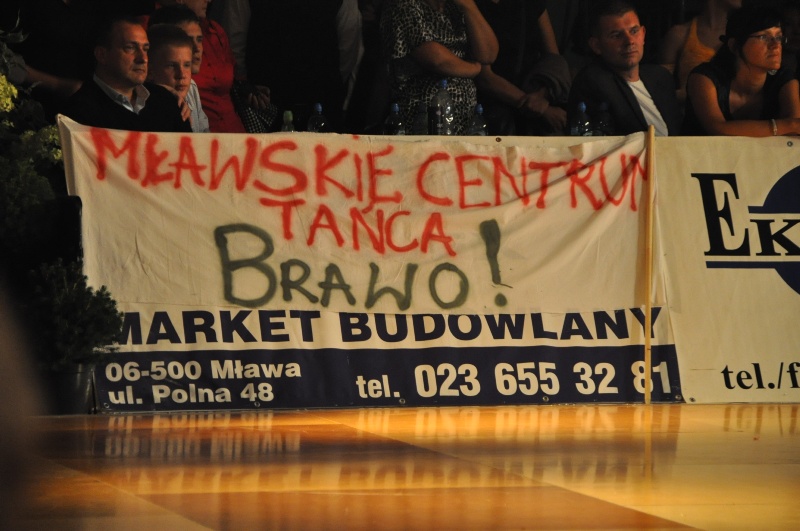 MŁAWSKIE CENTRUM
TAŃCA
BRAWO!
MARKET BUDOWLANY
06-500 Mława
ul. Polna 48
tel. 023 655 32 81
tel./f